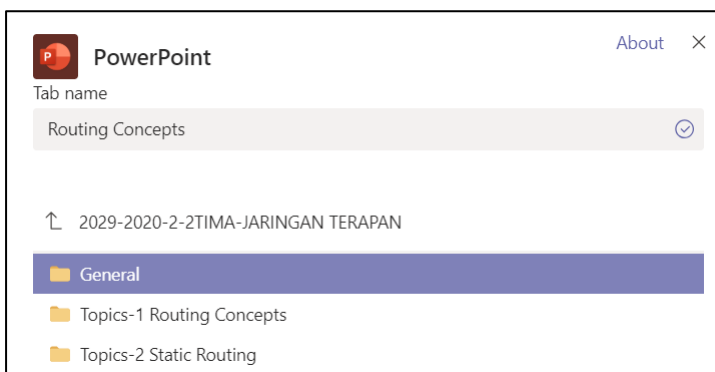 PowerPoint
About
Tab name
Routing Concepts
2029-2020-2-2TIMA-JARINGAN TERAPAN
General
Topics-1 Routing Concepts
Topics-2 Static Routing